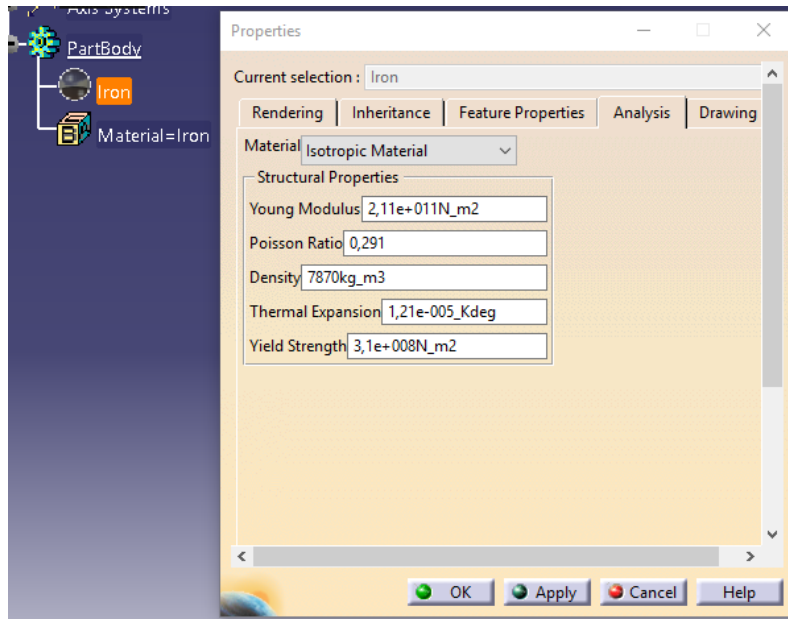 Axis Systems
PartBody
Iron
Material=Iron
Properties
Current selection : Iron
Rendering Inheritance Feature Properties Analysis Drawing
Material Isotropic Material
Structural Properties
Young Modulus 2,11e+011N_m2
Poisson Ratio 0,291
Density 7870kg_m3
Thermal Expansion 1,21e-005_Kdeg
Yield Strength 3,1e+008N_m2
OK Apply Cancel Help